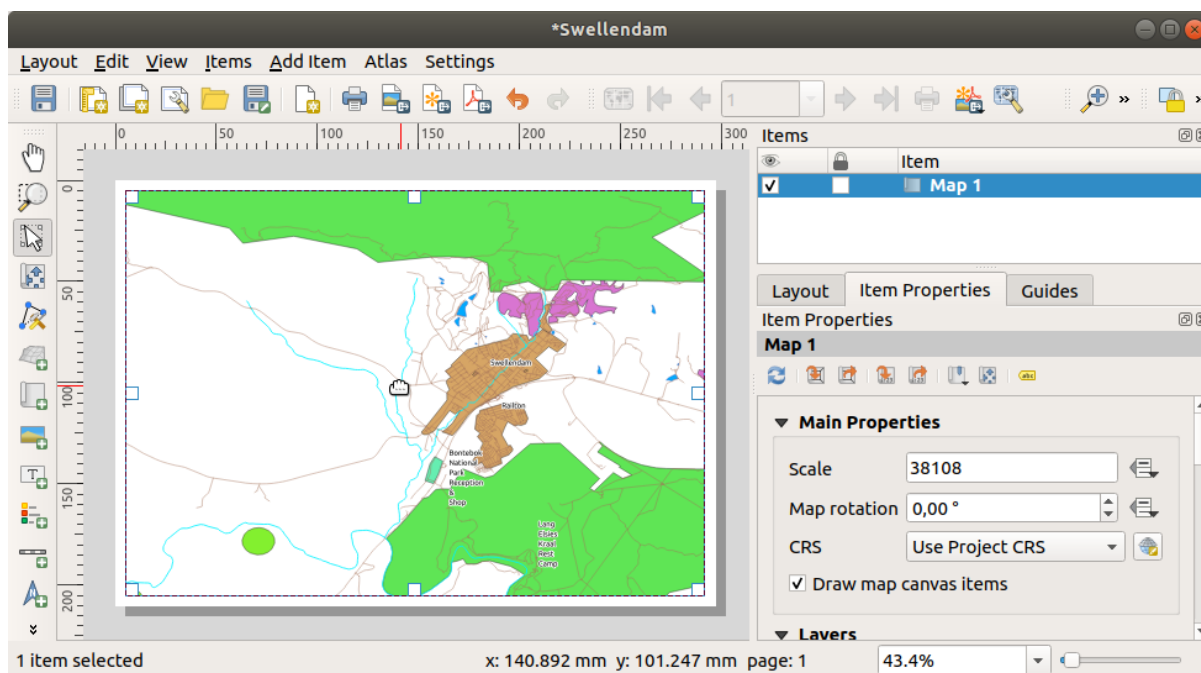 *Swellendam
Layout Edit View Items Add Item Atlas Settings
1
0 50 100 150 200 250 300
0
50
100
150
200
Swellendam
Railton
Bontebok
National
Park
Reception
&
Shop
Lang
Elsies
Kraal
Rest
Camp
Items
Item
Map 1
Layout Item Properties Guides
Item Properties
Map 1
abc
Main Properties
Scale 38108
Map rotation 0,00 °
CRS Use Project CRS
Draw map canvas items
Layers
1 item selected x: 140.892 mm y: 101.247 mm page: 1 43.4%